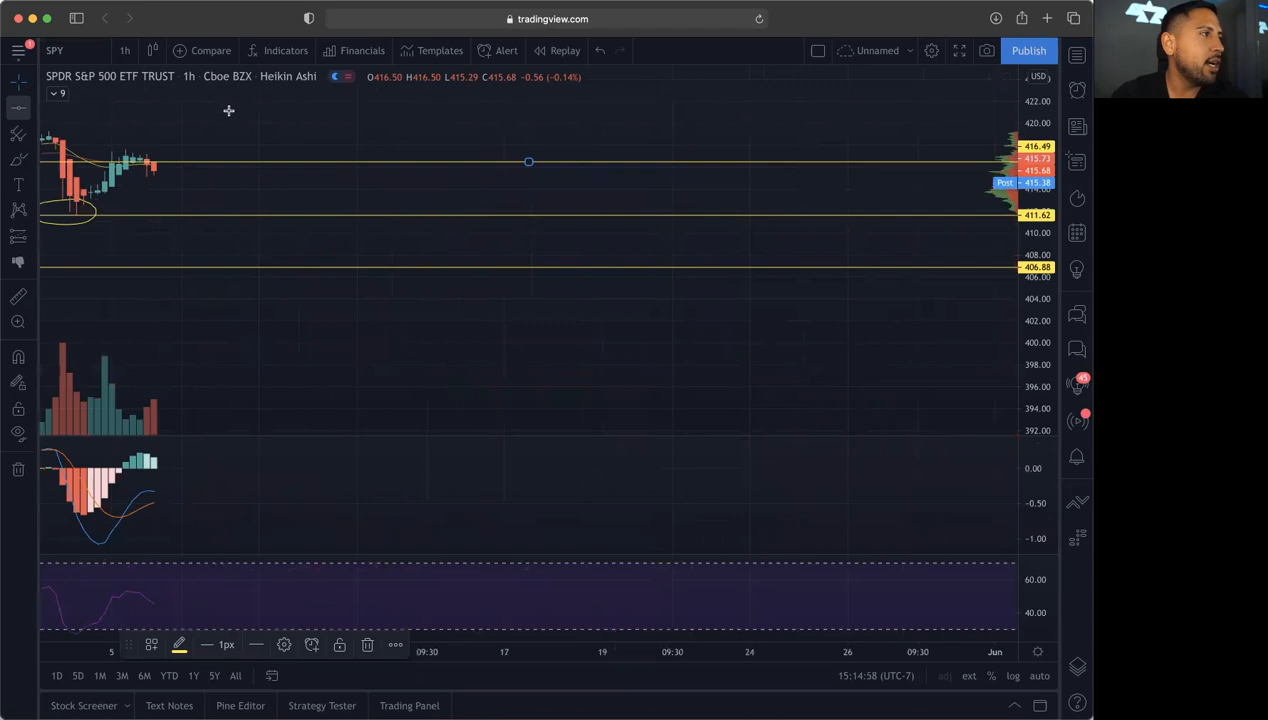 tradingview.com
1
SPY
1h
Compare
Indicators
Financials
Templates
Alert
Replay
Unnamed
Publish
SPDR S&P 500 ETF TRUST 1h Cboe BZX Heikin Ashi O416.50 H416.50 L415.29 C415.68 -0.56 (-0.14%)
9
USD
422.00
420.00
416.49
415.73
415.68
Post 415.38
411.62
410.00
408.00
406.88
406.00
404.00
402.00
400.00
398.00
396.00
394.00
392.00
45
0.00
-0.50
-1.00
60.00
40.00
1px
5 09:30 17 19 09:30 24 26 09:30 Jun
1D 5D 1M 3M 6M YTD 1Y 5Y All
15:14:58 (UTC-7) adj ext % log auto
Stock Screener Text Notes Pine Editor Strategy Tester Trading Panel